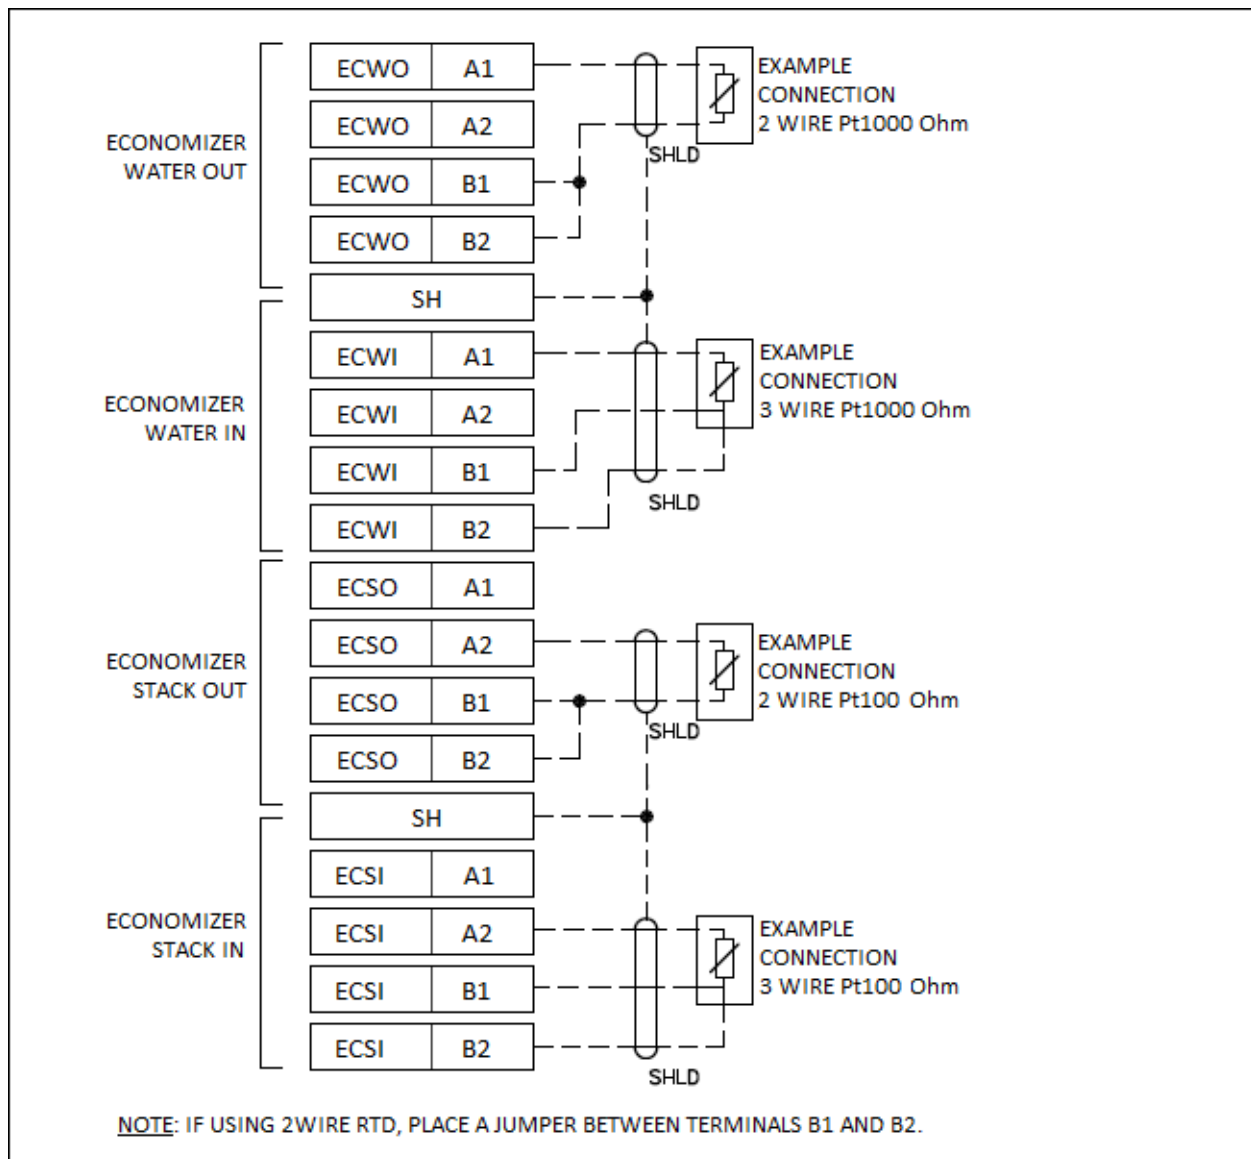 ECWO A1
ECWO A2
ECWO B1
ECWO B2
ECONOMIZER
WATER OUT
EXAMPLE
CONNECTION
2 WIRE Pt1000 Ohm
SHLD
SH
ECWI A1
ECWI A2
ECWI B1
ECWI B2
ECONOMIZER
WATER IN
EXAMPLE
CONNECTION
3 WIRE Pt1000 Ohm
SHLD
ECSO A1
ECSO A2
ECSO B1
ECSO B2
ECONOMIZER
STACK OUT
EXAMPLE
CONNECTION
2 WIRE Pt100 Ohm
SHLD
SH
ECSI A1
ECSI A2
ECSI B1
ECSI B2
ECONOMIZER
STACK IN
EXAMPLE
CONNECTION
3 WIRE Pt100 Ohm
SHLD
NOTE: IF USING 2WIRE RTD, PLACE A JUMPER BETWEEN TERMINALS B1 AND B2.